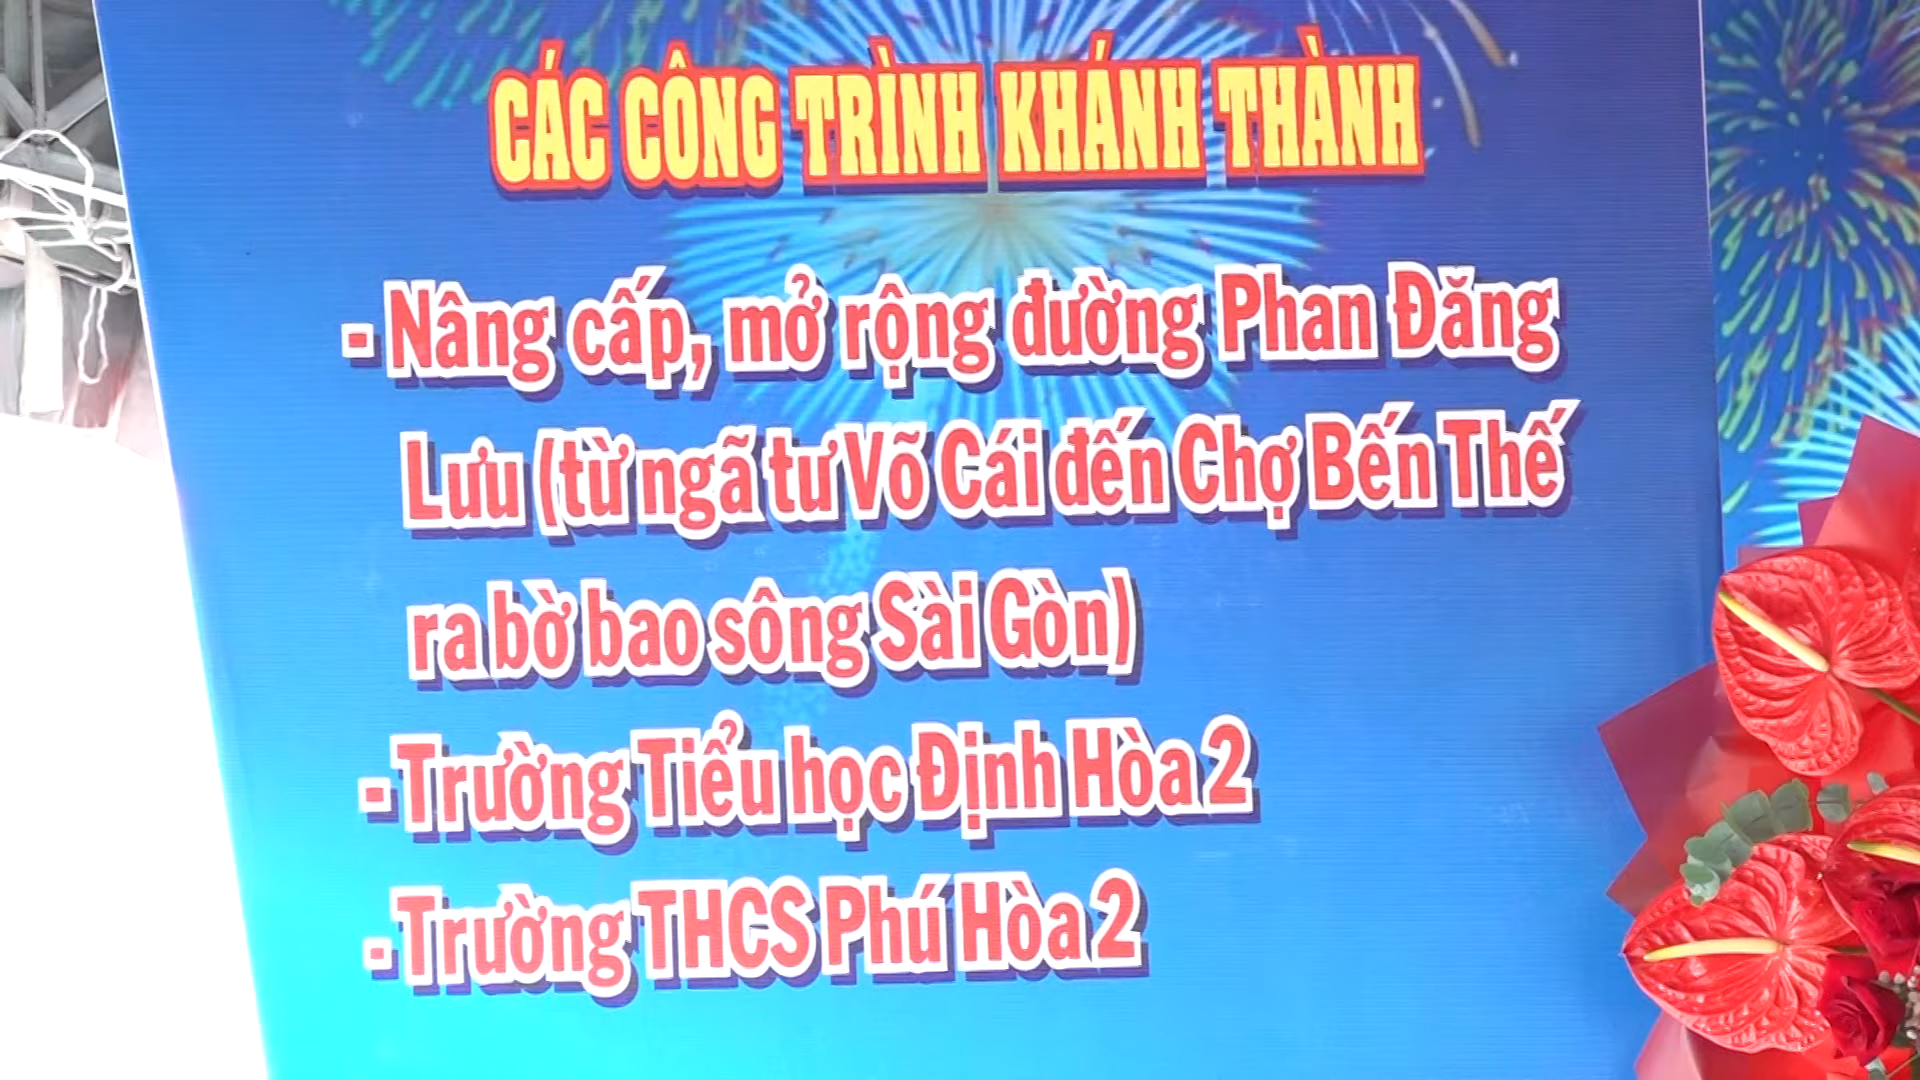 CÁC CÔNG TRÌNH KHÁNH THÀNH
- Nâng cấp, mở rộng đường Phan Đăng
Lưu (từ ngã tư Võ Cái đến Chợ Bến Thế
ra bờ bao sông Sài Gòn)
- Trường Tiểu học Định Hòa 2
- Trường THCS Phú Hòa 2